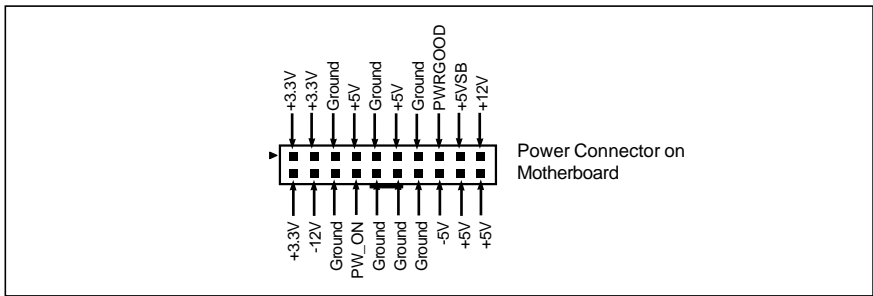 +3.3V
+3.3V
Ground
+5V
Ground
+5V
Ground
PWRGOOD
+5VSB
+12V
Power Connector on
Motherboard
+3.3V
-12V
Ground
PW_ON
Ground
Ground
Ground
-5V
+5V
+5V